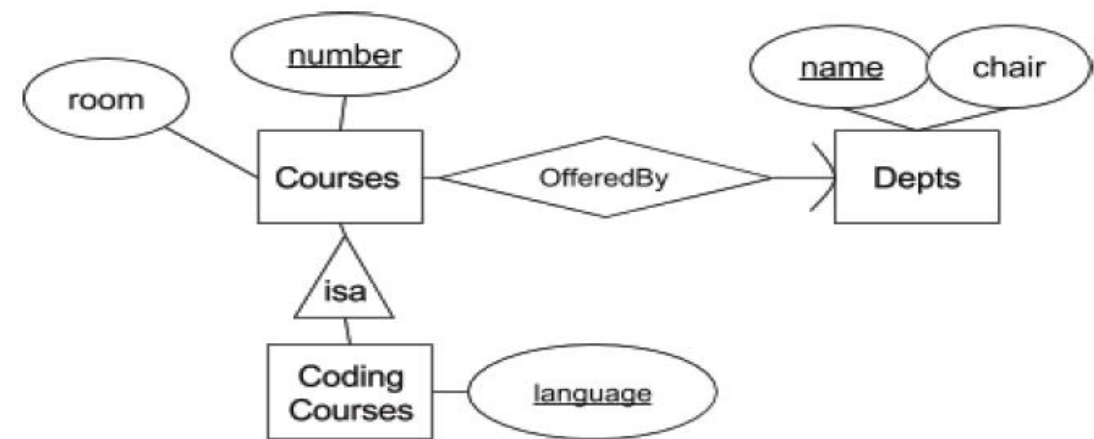 number
room
name
chair
Courses
OfferedBy
Depts
isa
Coding
Courses
language